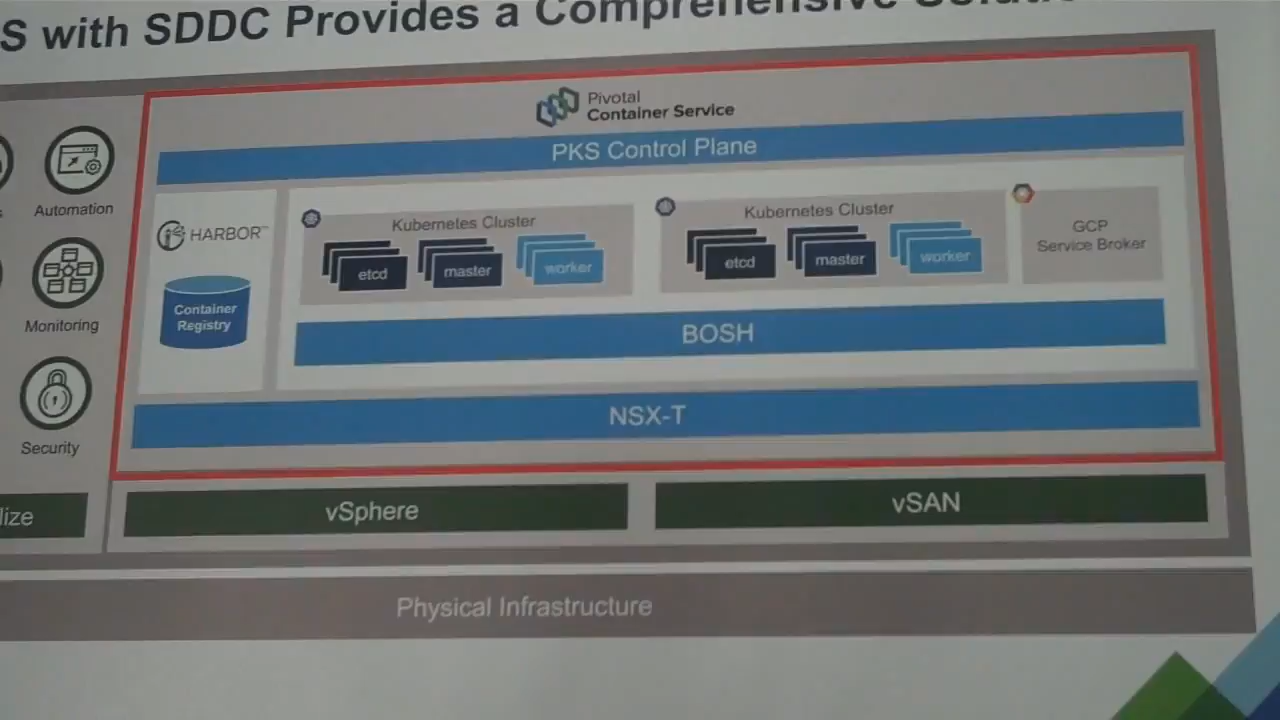 S with SDDC Provides a Comprehensive
Pivotal
Container Service
PKS Control Plane
Automation
HARBOR™
Kubernetes Cluster
etcd
master
worker
Kubernetes Cluster
etcd
master
worker
GCP
Service Broker
Container
Registry
Monitoring
BOSH
NSX-T
Security
lize
vSphere
vSAN
Physical Infrastructure